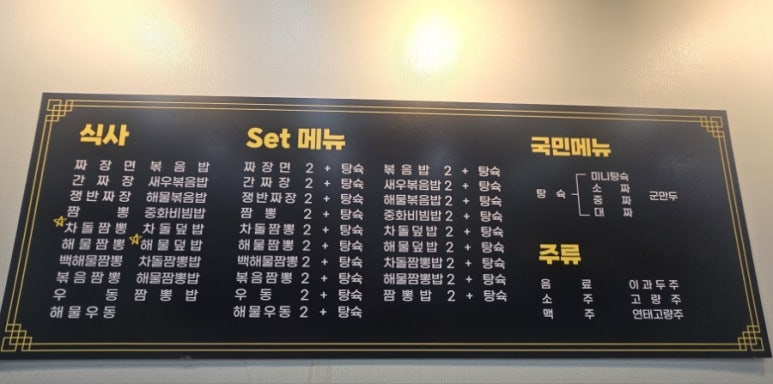 식사
짜장면 볶음밥
간짜장 새우볶음밥
쟁반짜장 해물볶음밥
짬뽕 중화비빔밥
차돌짬뽕 차돌덮밥
해물짬뽕 해물덮밥
백해물짬뽕 차돌짬뽕밥
볶음짬뽕 해물짬뽕밥
우동 짬뽕밥
해물우동
Set 메뉴
짜장면 2 + 탕슉 볶음밥 2 + 탕슉
간짜장 2 + 탕슉 새우볶음밥 2 + 탕슉
쟁반짜장 2 + 탕슉 해물볶음밥 2 + 탕슉
짬뽕 2 + 탕슉 중화비빔밥 2 + 탕슉
차돌짬뽕 2 + 탕슉 차돌덮밥 2 + 탕슉
해물짬뽕 2 + 탕슉 해물덮밥 2 + 탕슉
백해물짬뽕 2 + 탕슉 차돌짬뽕밥 2 + 탕슉
볶음짬뽕 2 + 탕슉 해물짬뽕밥 2 + 탕슉
우동 2 + 탕슉 짬뽕밥 2 + 탕슉
해물우동 2 + 탕슉
국민메뉴
미니탕슉
소짜
탕슉 중짜 군만두
대짜
주류
음료 이과두주
소주 고량주
맥주 연태고량주